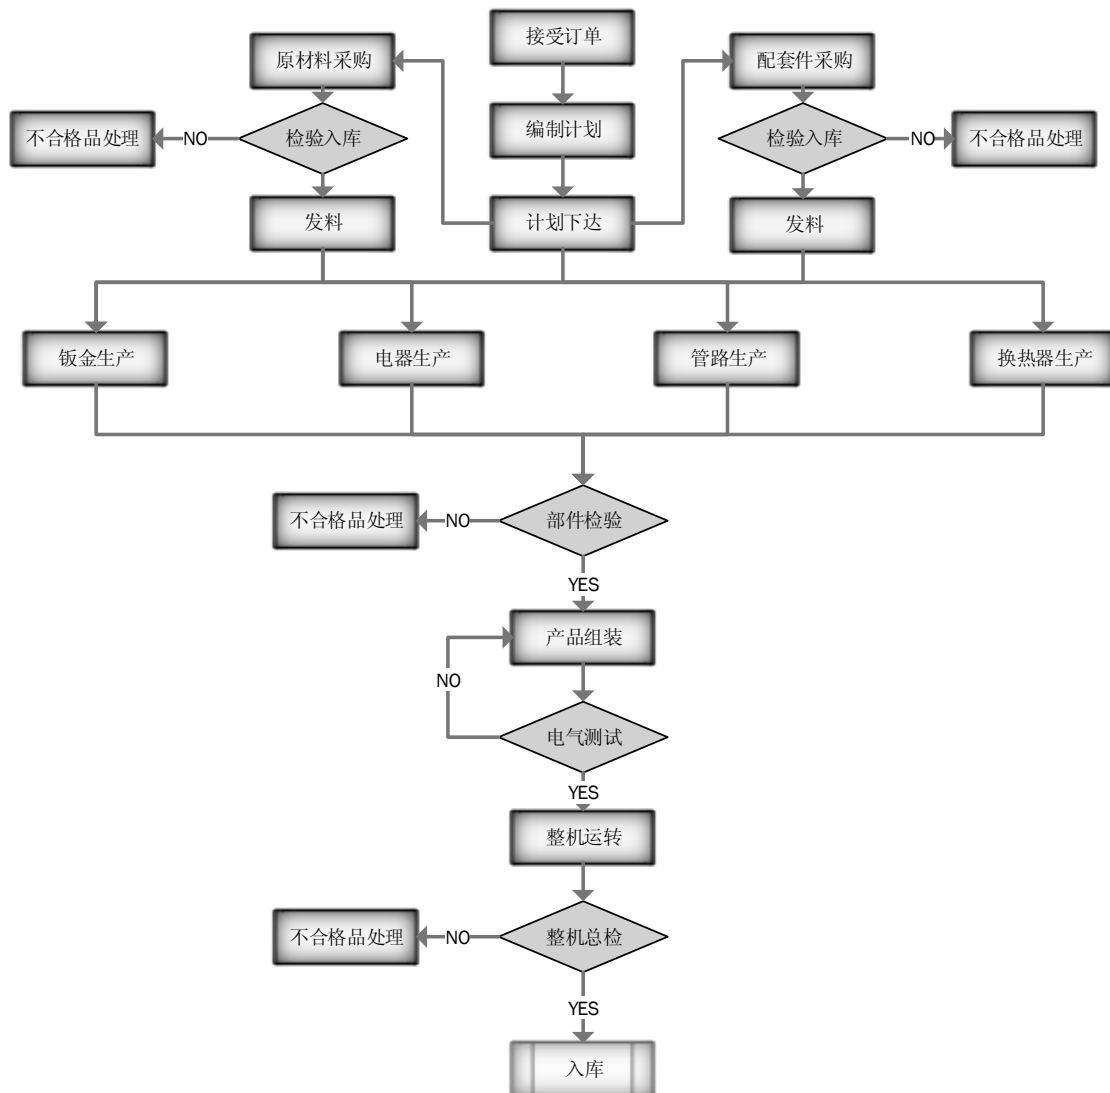 接受订单
原材料采购
配套件采购
编制计划
不合格品处理
NO
检验入库
检验入库
NO
不合格品处理
发料
计划下达
发料
钣金生产
电器生产
管路生产
换热器生产
不合格品处理
NO
部件检验
YES
产品组装
NO
电气测试
YES
整机运转
不合格品处理
NO
整机总检
YES
入库